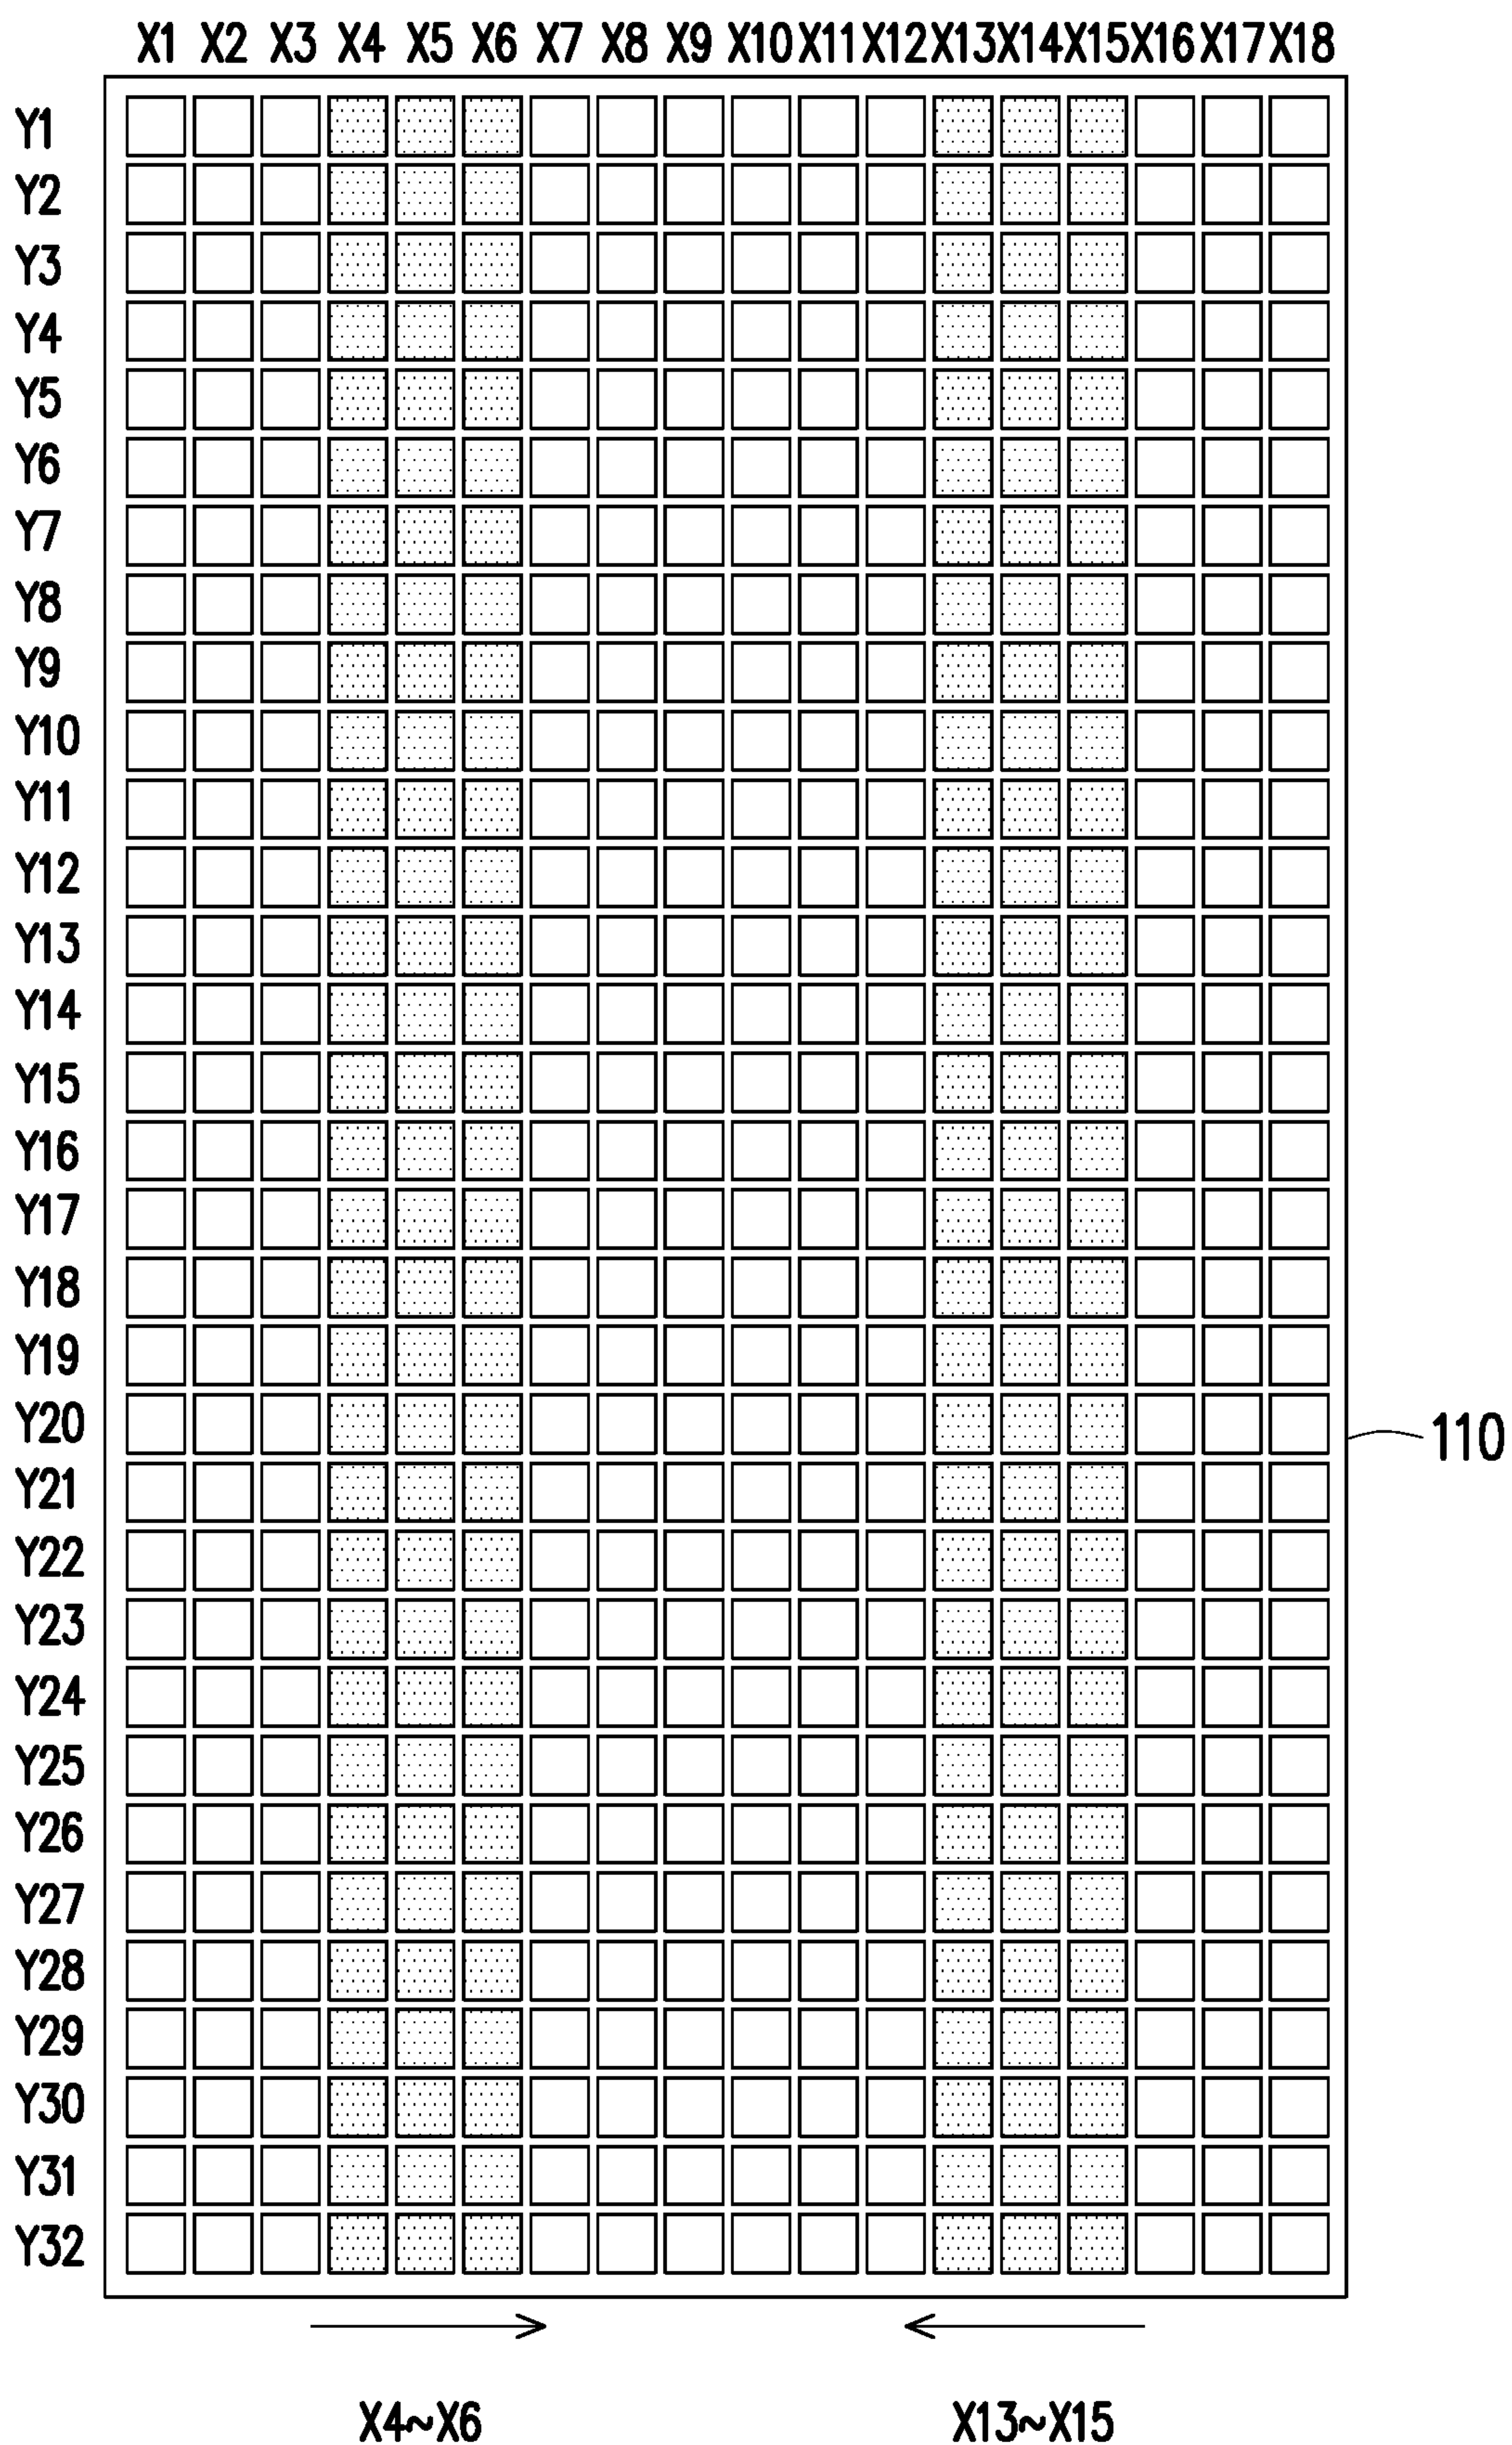 X1 X2 X3 X4 X5 X6 X7 X8 X9 X10 X11 X12 X13 X14 X15 X16 X17 X18
Y1
Y2
Y3
Y4
Y5
Y6
Y7
Y8
Y9
Y10
Y11
Y12
Y13
Y14
Y15
Y16
Y17
Y18
Y19
Y20
110
Y21
Y22
Y23
Y24
Y25
Y26
Y27
Y28
Y29
Y30
Y31
Y32
X4~X6 X13~X15